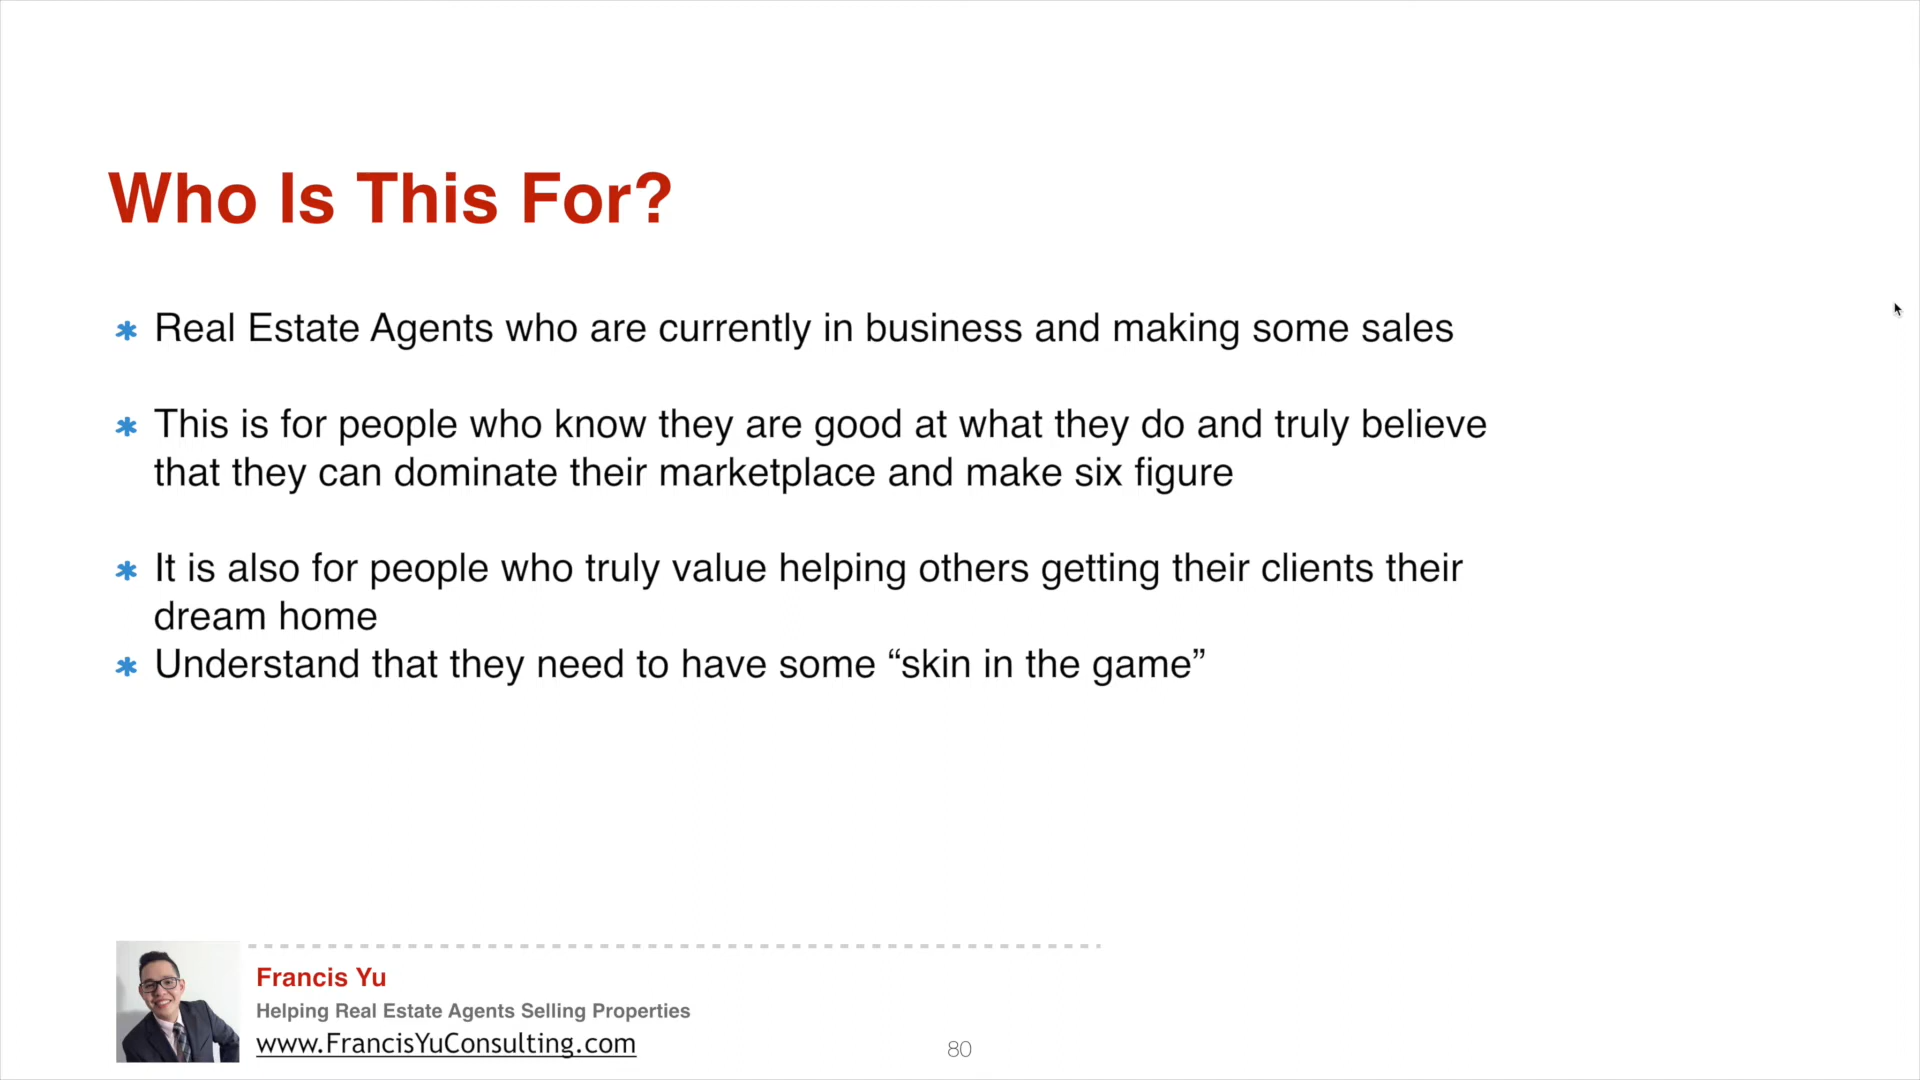 Who Is This For?
* Real Estate Agents who are currently in business and making some sales
* This is for people who know they are good at what they do and truly believe
that they can dominate their marketplace and make six figure
* It is also for people who truly value helping others getting their clients their
dream home
* Understand that they need to have some “skin in the game”
Francis Yu
Helping Real Estate Agents Selling Properties
www.FrancisYuConsulting.com
80